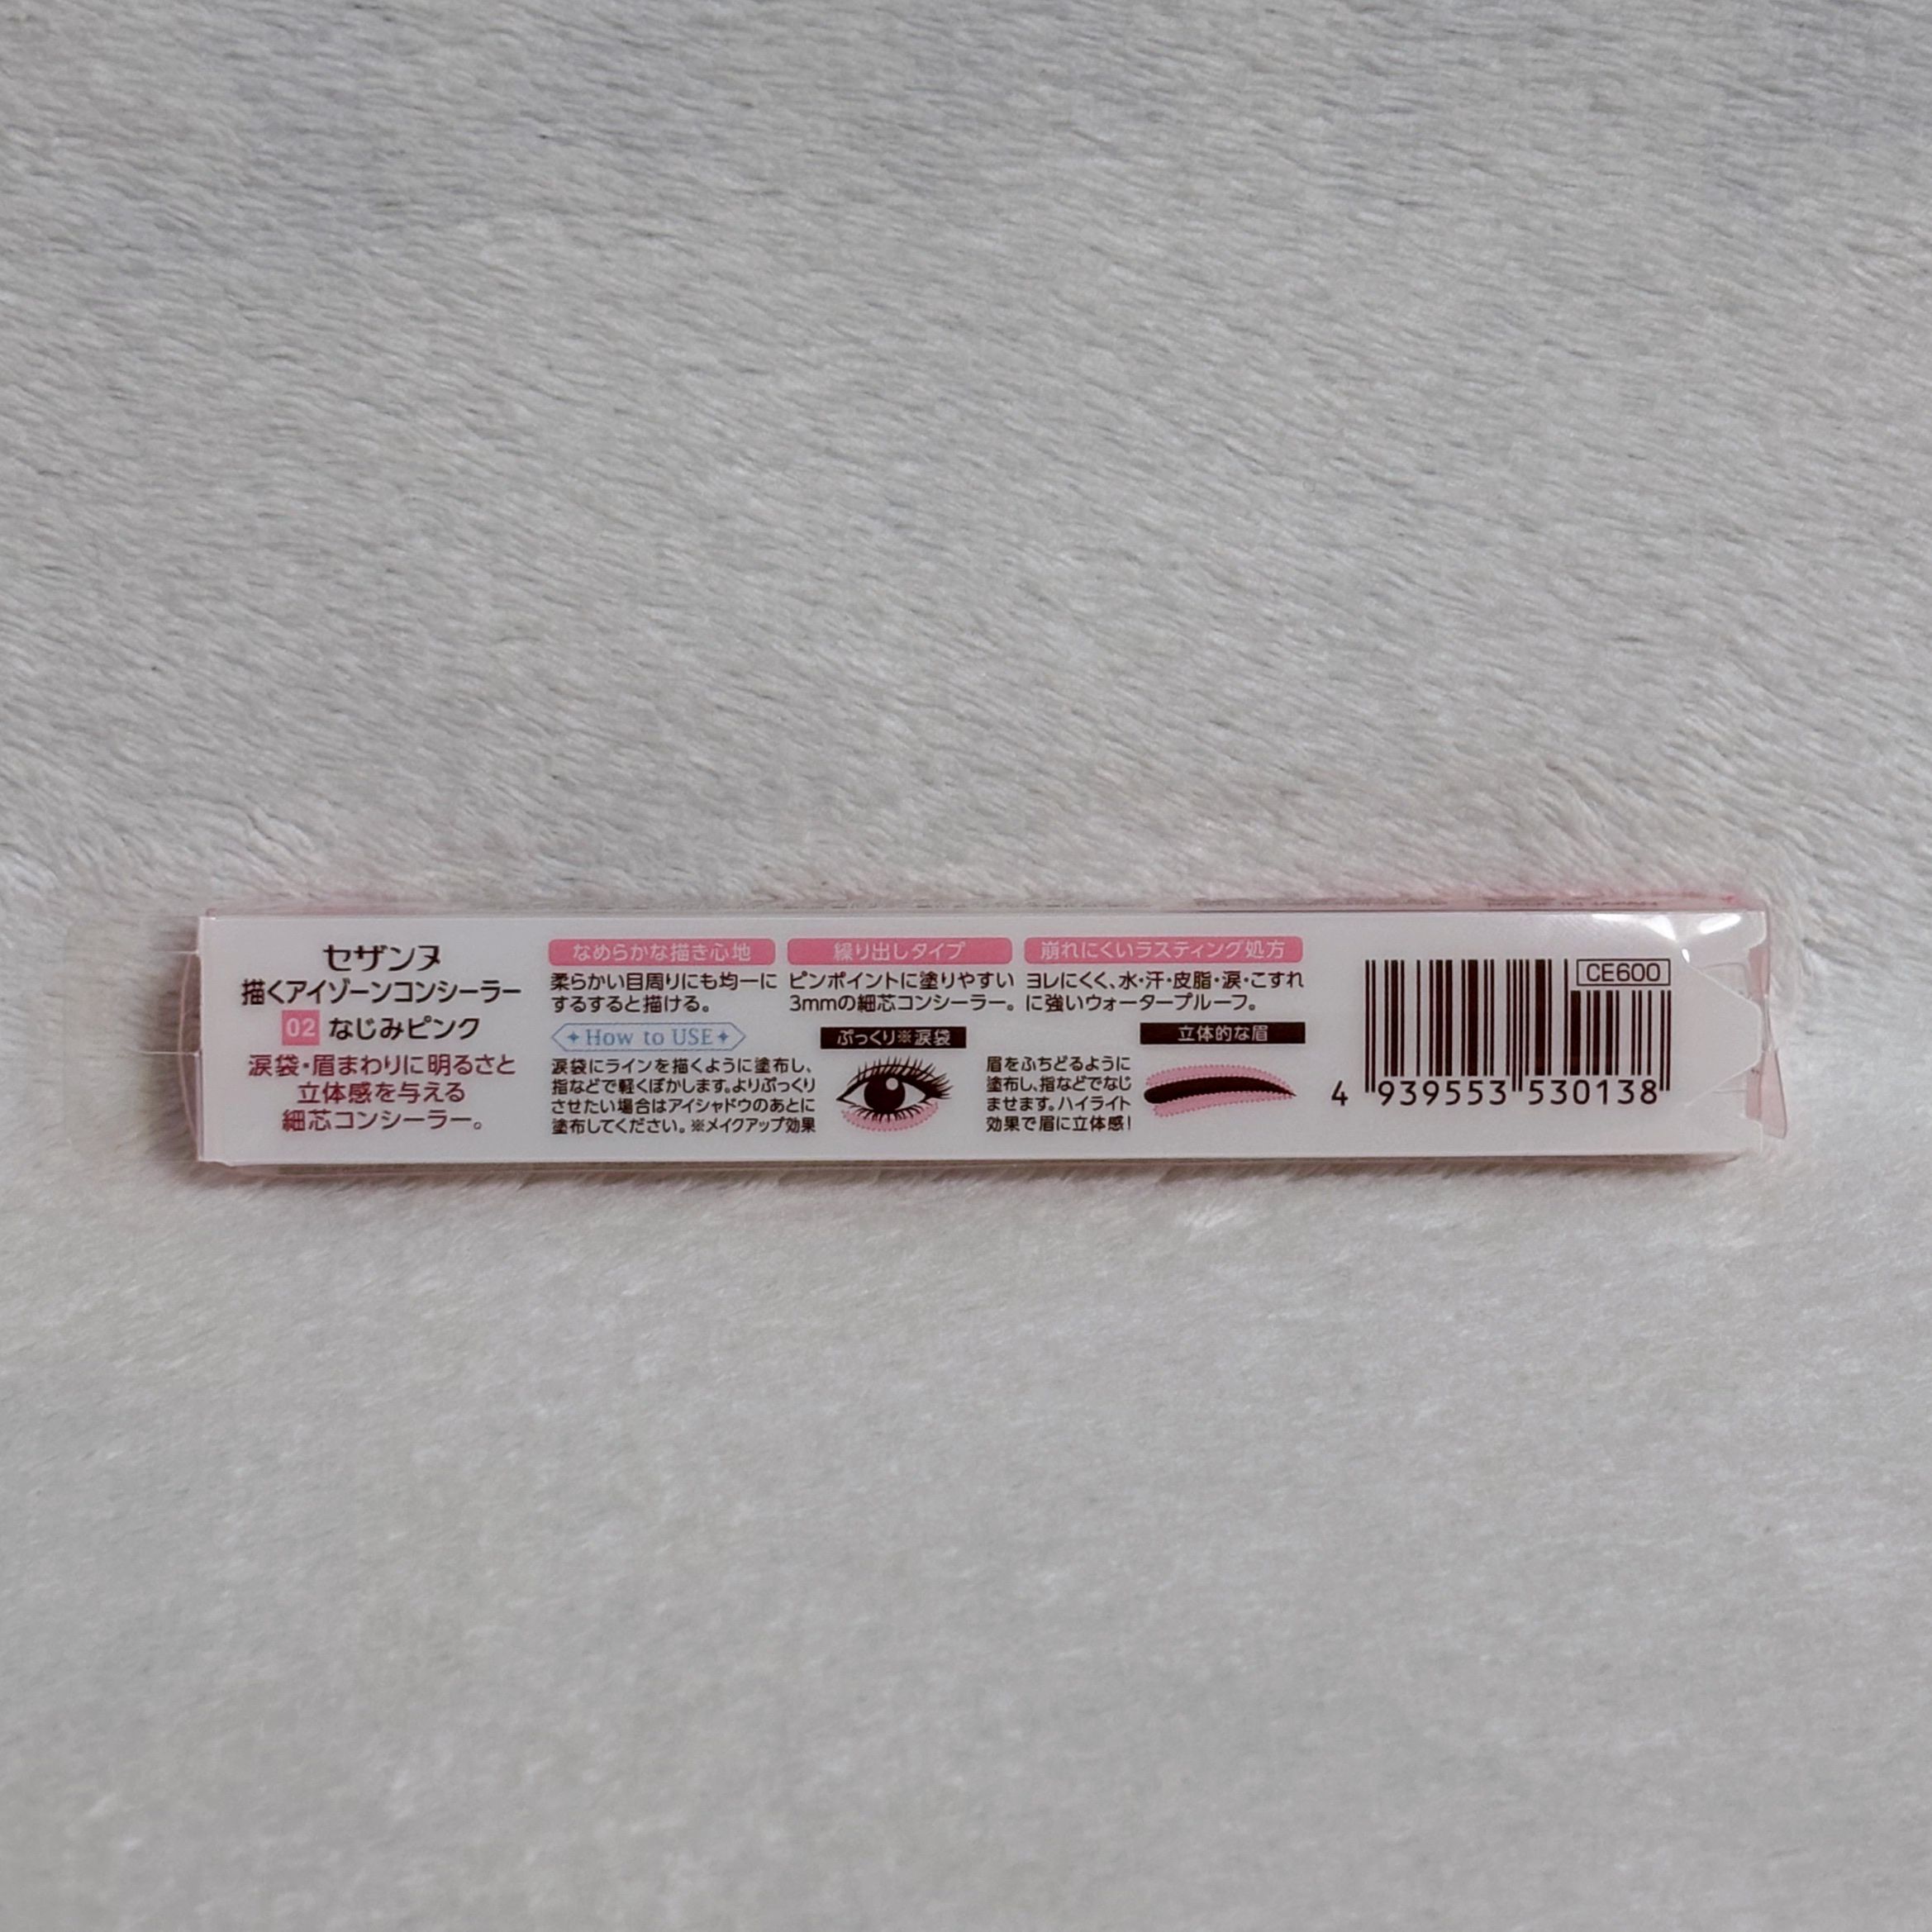 セザンヌ
描くアイゾーンコンシーラー
02 なじみピンク
涙袋・眉まわりに明るさと
立体感を与える
細芯コンシーラー。
なめらかな描き心地
柔らかい目周りにも均一に
するすると描ける。
繰り出しタイプ
ピンポイントに塗りやすい
3mmの細芯コンシーラー。
崩れにくいラスティング処方
ヨレにくく、水・汗・皮脂・涙・こすれ
に強いウォータープルーフ。
How to USE
涙袋にラインを描くように塗布し、
指などで軽くぼかします。よりぷっくり
させたい場合はアイシャドウのあとに
塗布してください。※メイクアップ効果
ぷっくり※涙袋
眉をふちどるように
塗布し、指などでなじ
ませます。ハイライト
効果で眉に立体感!
立体的な眉
CE600
4 939553 530138